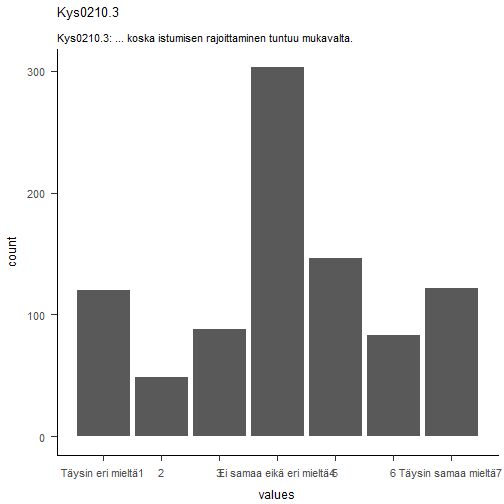 Kys0210.3
Kys0210.3: ... koska istumisen rajoittaminen tuntuu mukavalta.
300
200
100
0
count
Täysin eri mieltä1 2 3 Ei samaa eikä eri mieltä4 5 6 Täysin samaa mieltä7
values